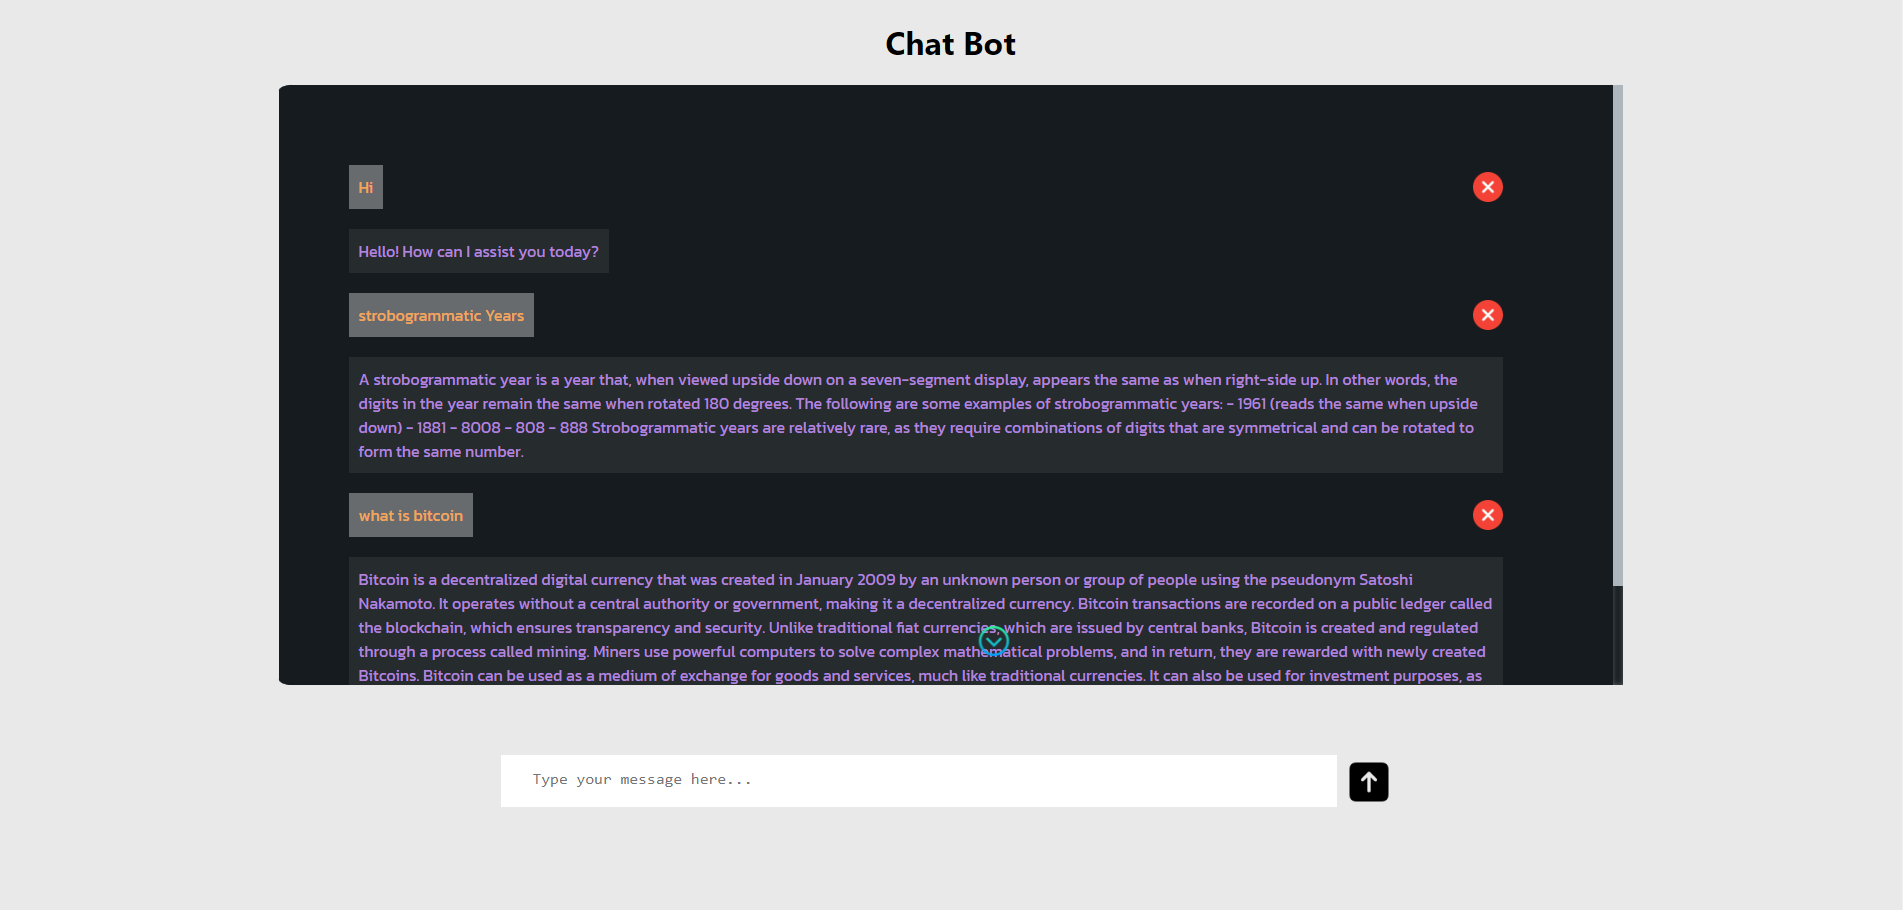 Chat Bot
Hi
Hello! How can I assist you today?
strobogrammatic Years
A strobogrammatic year is a year that, when viewed upside down on a seven-segment display, appears the same as when right-side up. In other words, the
digits in the year remain the same when rotated 180 degrees. The following are some examples of strobogrammatic years: - 1961 (reads the same when upside
down) - 1881 - 8008 - 808 - 888 Strobogrammatic years are relatively rare, as they require combinations of digits that are symmetrical and can be rotated to
form the same number.
what is bitcoin
Bitcoin is a decentralized digital currency that was created in January 2009 by an unknown person or group of people using the pseudonym Satoshi
Nakamoto. It operates without a central authority or government, making it a decentralized currency. Bitcoin transactions are recorded on a public ledger called
the blockchain, which ensures transparency and security. Unlike traditional fiat currencies, which are issued by central banks, Bitcoin is created and regulated
through a process called mining. Miners use powerful computers to solve complex mathematical problems, and in return, they are rewarded with newly created
Bitcoins. Bitcoin can be used as a medium of exchange for goods and services, much like traditional currencies. It can also be used for investment purposes, as
Type your message here...